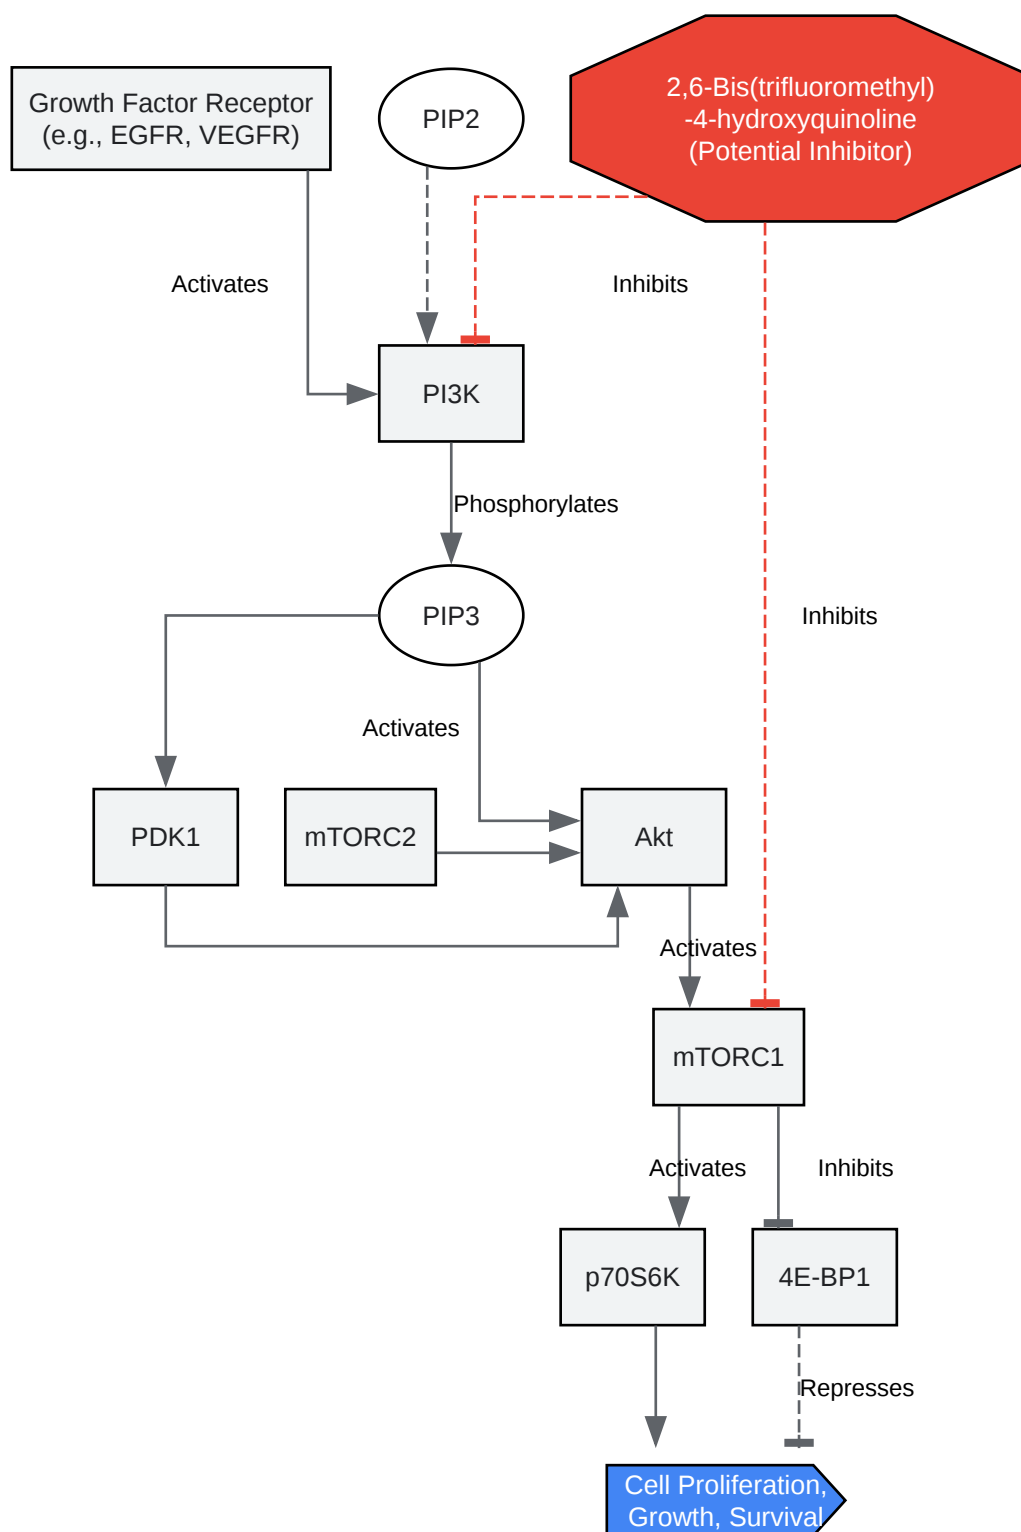 Growth Factor Receptor
(e.g., EGFR, VEGFR)
PIP2
2,6-Bis(trifluoromethyl)
-4-hydroxyquinoline
(Potential Inhibitor)
Activates
Inhibits
PI3K
Phosphorylates
PIP3
Inhibits
Activates
PDK1
mTORC2
Akt
Activates
mTORC1
Activates
Inhibits
p70S6K
4E-BP1
Represses
Cell Proliferation,
Growth, Survival